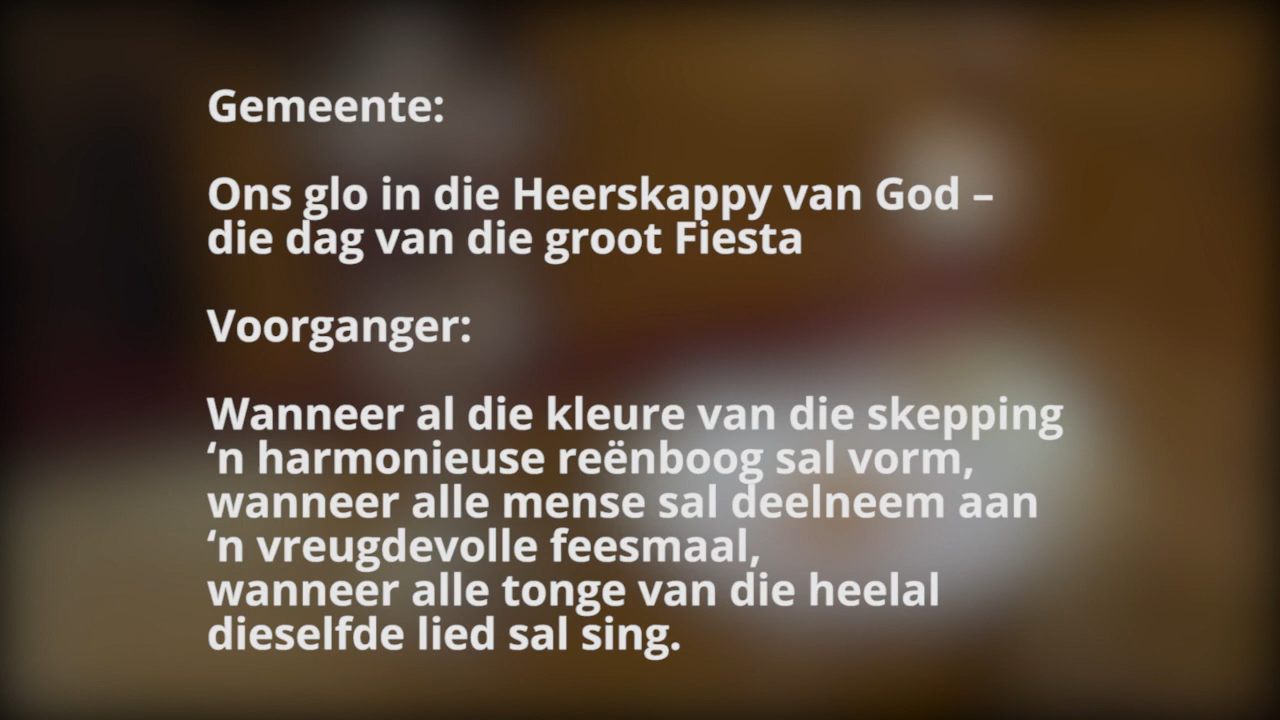 Gemeente:
Ons glo in die Heerskappy van God –
die dag van die groot Fiesta
Voorganger:
Wanneer al die kleure van die skepping
‘n harmonieuse reënboog sal vorm,
wanneer alle mense sal deelneem aan
‘n vreugdevolle feesmaal,
wanneer alle tonge van die heelal
dieselfde lied sal sing.